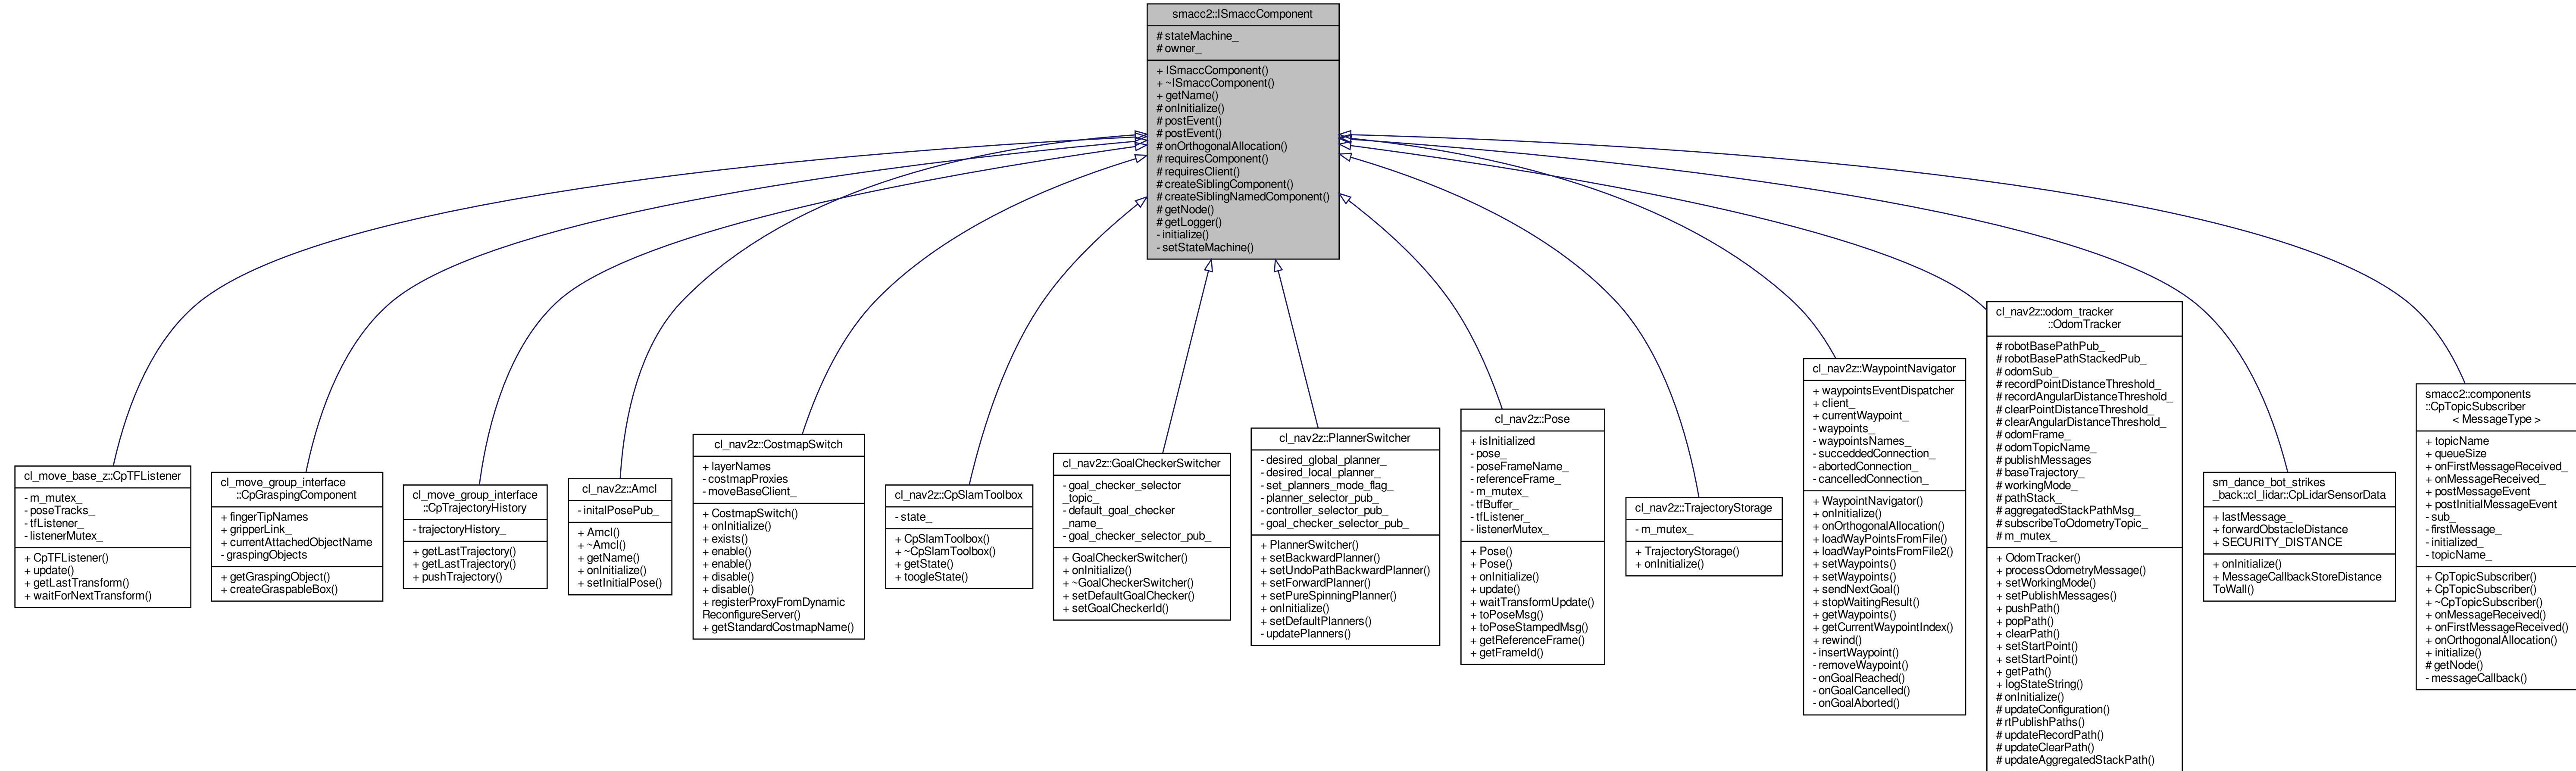 smacc2::ISmaccComponent
# stateMachine_
# owner_
+ ISmaccComponent()
+ ~ISmaccComponent()
+ getName()
# onInitialize()
# postEvent()
# postEvent()
# onOrthogonalAllocation()
# requiresComponent()
# requiresClient()
# createSiblingComponent()
# createSiblingNamedComponent()
# getNode()
# getLogger()
- initialize()
- setStateMachine()
cl_move_base_z::CpTFListener
- m_mutex_
- poseTracks_
- tfListener_
- listenerMutex_
+ CpTFListener()
+ update()
+ getLastTransform()
+ waitForNextTransform()
cl_move_group_interface
::CpGraspingComponent
+ fingerTipNames
+ gripperLink_
+ currentAttachedObjectName
- graspingObjects
+ getGraspingObject()
+ createGraspableBox()
cl_move_group_interface
::CpTrajectoryHistory
- trajectoryHistory_
+ getLastTrajectory()
+ getLastTrajectory()
+ pushTrajectory()
cl_nav2z::Amcl
- initalPosePub_
+ Amcl()
+ ~Amcl()
+ getName()
+ onInitialize()
+ setInitialPose()
cl_nav2z::CostmapSwitch
+ layerNames
- costmapProxies
- moveBaseClient_
+ CostmapSwitch()
+ onInitialize()
+ exists()
+ enable()
+ enable()
+ disable()
+ disable()
+ registerProxyFromDynamic
ReconfigureServer()
+ getStandardCostmapName()
cl_nav2z::CpSlamToolbox
- state_
+ CpSlamToolbox()
+ ~CpSlamToolbox()
+ getState()
+ toogleState()
cl_nav2z::GoalCheckerSwitcher
- goal_checker_selector
_topic_
- default_goal_checker
_name_
- goal_checker_selector_pub_
+ GoalCheckerSwitcher()
+ onInitialize()
+ ~GoalCheckerSwitcher()
+ setDefaultGoalChecker()
+ setGoalCheckerId()
cl_nav2z::PlannerSwitcher
- desired_global_planner_
- desired_local_planner_
- set_planners_mode_flag_
- planner_selector_pub_
- controller_selector_pub_
- goal_checker_selector_pub_
+ PlannerSwitcher()
+ setBackwardPlanner()
+ setUndoPathBackwardPlanner()
+ setForwardPlanner()
+ setPureSpinningPlanner()
+ onInitialize()
+ setDefaultPlanners()
- updatePlanners()
cl_nav2z::Pose
+ isInitialized
- pose_
- poseFrameName_
- referenceFrame_
- m_mutex_
- tfBuffer_
- tfListener_
- listenerMutex_
+ Pose()
+ Pose()
+ onInitialize()
+ update()
+ waitTransformUpdate()
+ toPoseMsg()
+ toPoseStampedMsg()
+ getReferenceFrame()
+ getFrameId()
cl_nav2z::TrajectoryStorage
- m_mutex_
+ TrajectoryStorage()
+ onInitialize()
cl_nav2z::WaypointNavigator
+ waypointsEventDispatcher
+ client_
+ currentWaypoint_
- waypoints_
- waypointsNames_
- succeddedConnection_
- abortedConnection_
- cancelledConnection_
+ WaypointNavigator()
+ onInitialize()
+ onOrthogonalAllocation()
+ loadWayPointsFromFile()
+ loadWayPointsFromFile2()
+ setWaypoints()
+ setWaypoints()
+ sendNextGoal()
+ stopWaitingResult()
+ getWaypoints()
+ getCurrentWaypointIndex()
+ rewind()
- insertWaypoint()
- removeWaypoint()
- onGoalReached()
- onGoalCancelled()
- onGoalAborted()
cl_nav2z::odom_tracker
::OdomTracker
# robotBasePathPub_
# robotBasePathStackedPub_
# odomSub_
# recordPointDistanceThreshold_
# recordAngularDistanceThreshold_
# clearPointDistanceThreshold_
# clearAngularDistanceThreshold_
# odomFrame_
# odomTopicName_
# publishMessages
# baseTrajectory_
# workingMode_
# pathStack_
# aggregatedStackPathMsg_
# subscribeToOdometryTopic_
# m_mutex_
+ OdomTracker()
+ processOdometryMessage()
+ setWorkingMode()
+ setPublishMessages()
+ pushPath()
+ popPath()
+ clearPath()
+ setStartPoint()
+ setStartPoint()
+ getPath()
+ logStateString()
# onInitialize()
# updateConfiguration()
# rtPublishPaths()
# updateRecordPath()
# updateClearPath()
# updateAggregatedStackPath()
sm_dance_bot_strikes
_back::cl_lidar::CpLidarSensorData
+ lastMessage_
+ forwardObstacleDistance
+ SECURITY_DISTANCE
+ onInitialize()
+ MessageCallbackStoreDistance
ToWall()
smacc2::components
::CpTopicSubscriber
< MessageType >
+ topicName
+ queueSize
+ onFirstMessageReceived_
+ onMessageReceived_
+ postMessageEvent
+ postInitialMessageEvent
- sub_
- firstMessage_
- initialized_
- topicName_
+ CpTopicSubscriber()
+ CpTopicSubscriber()
+ ~CpTopicSubscriber()
+ onMessageReceived()
+ onFirstMessageReceived()
+ onOrthogonalAllocation()
+ initialize()
# getNode()
- messageCallback()